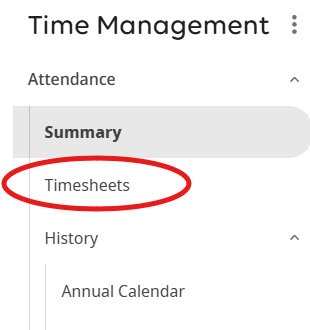 Time Management
Attendance
Summary
Timesheets
History
Annual Calendar